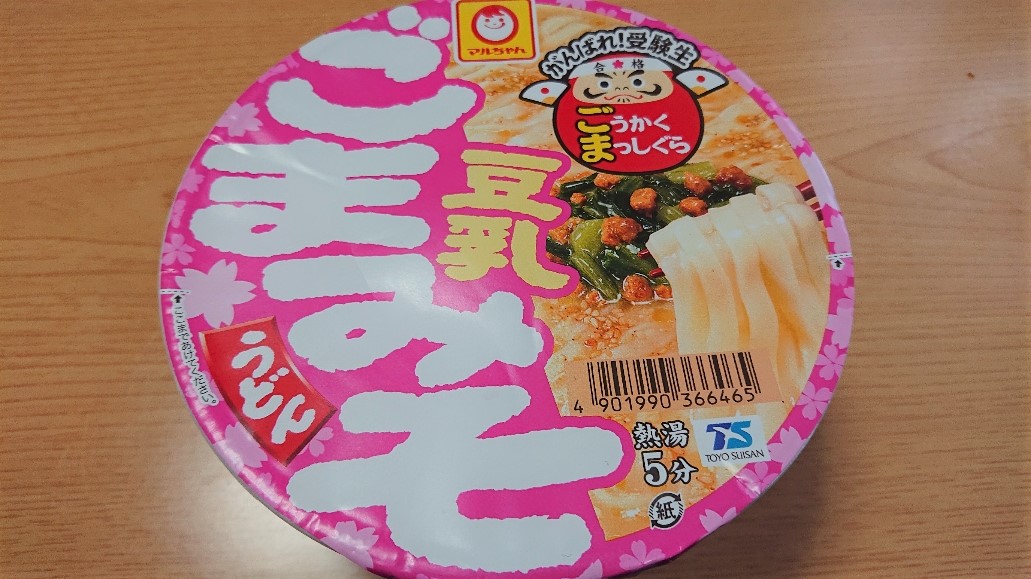 マルちゃん
がんばれ!受験生
合格
ごうかく
まっしぐら
ごまみそ
豆乳
うどん
ここまであけてください。
4 901990 366465
熱湯
5分
TS
TOYO SUISAN
紙